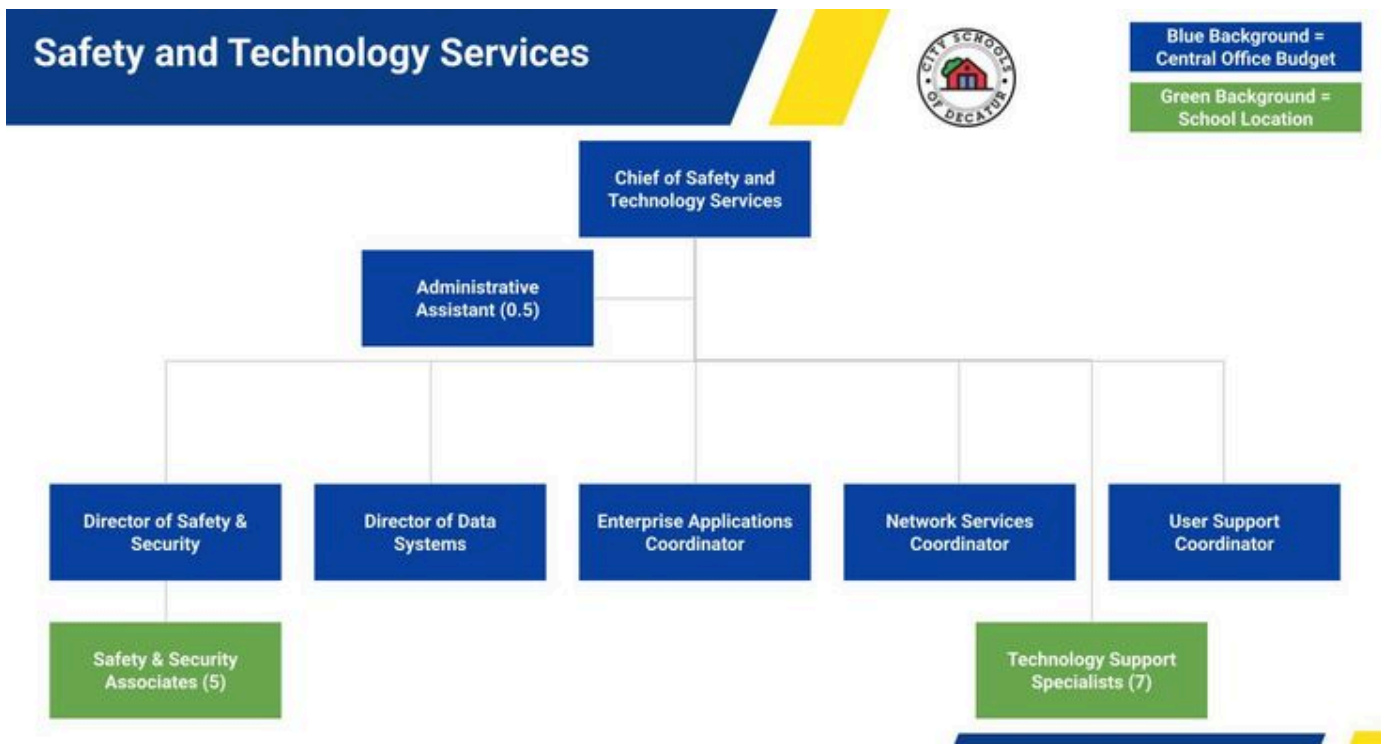 Safety and Technology Services
CITY SCHOOLS
OF DECATUR
Blue Background =
Central Office Budget
Green Background =
School Location
Chief of Safety and
Technology Services
Administrative
Assistant (0.5)
Director of Safety &
Security
Director of Data
Systems
Enterprise Applications
Coordinator
Network Services
Coordinator
User Support
Coordinator
Safety & Security
Associates (5)
Technology Support
Specialists (7)